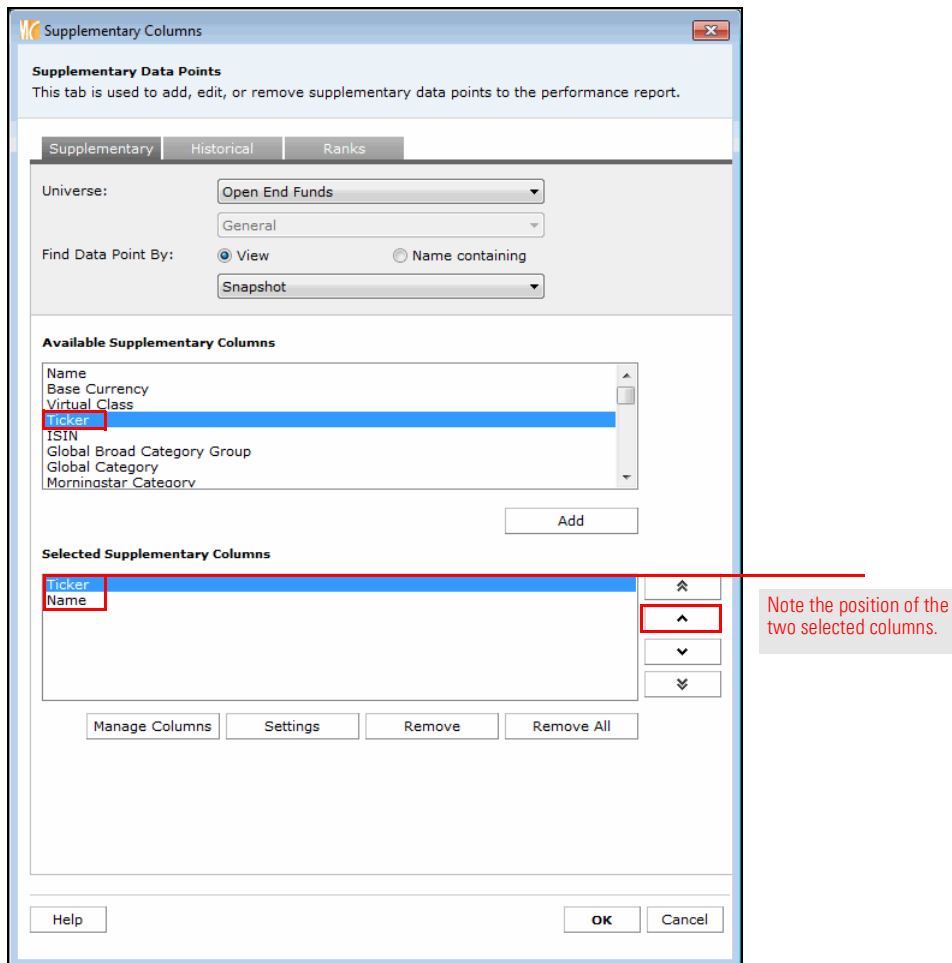 Supplementary Columns
Supplementary Data Points
This tab is used to add, edit, or remove supplementary data points to the performance report.
Supplementary Historical Ranks
Universe: Open End Funds
General
Find Data Point By: View Name containing
Snapshot
Available Supplementary Columns
Name
Base Currency
Virtual Class
Ticker
ISIN
Global Broad Category Group
Global Category
Morningstar Category
Add
Selected Supplementary Columns
Ticker
Name
Note the position of the
two selected columns.
Manage Columns Settings Remove Remove All
Help OK Cancel